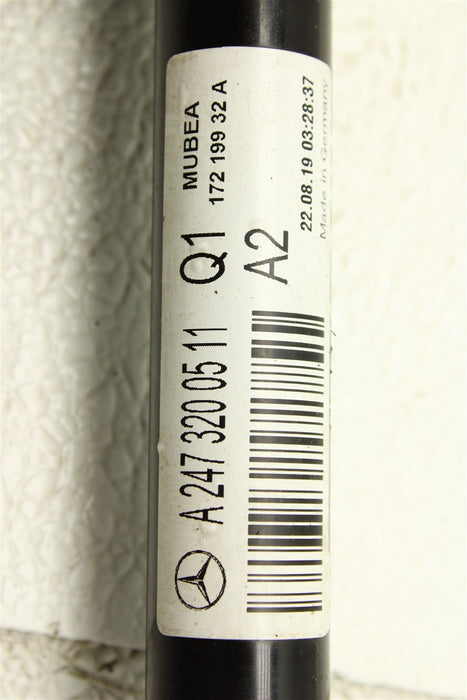 A 247 320 05 11 Q1
MUBEA
172 199 32 A
A2
22.08.19 03:28:37
Made in Germany